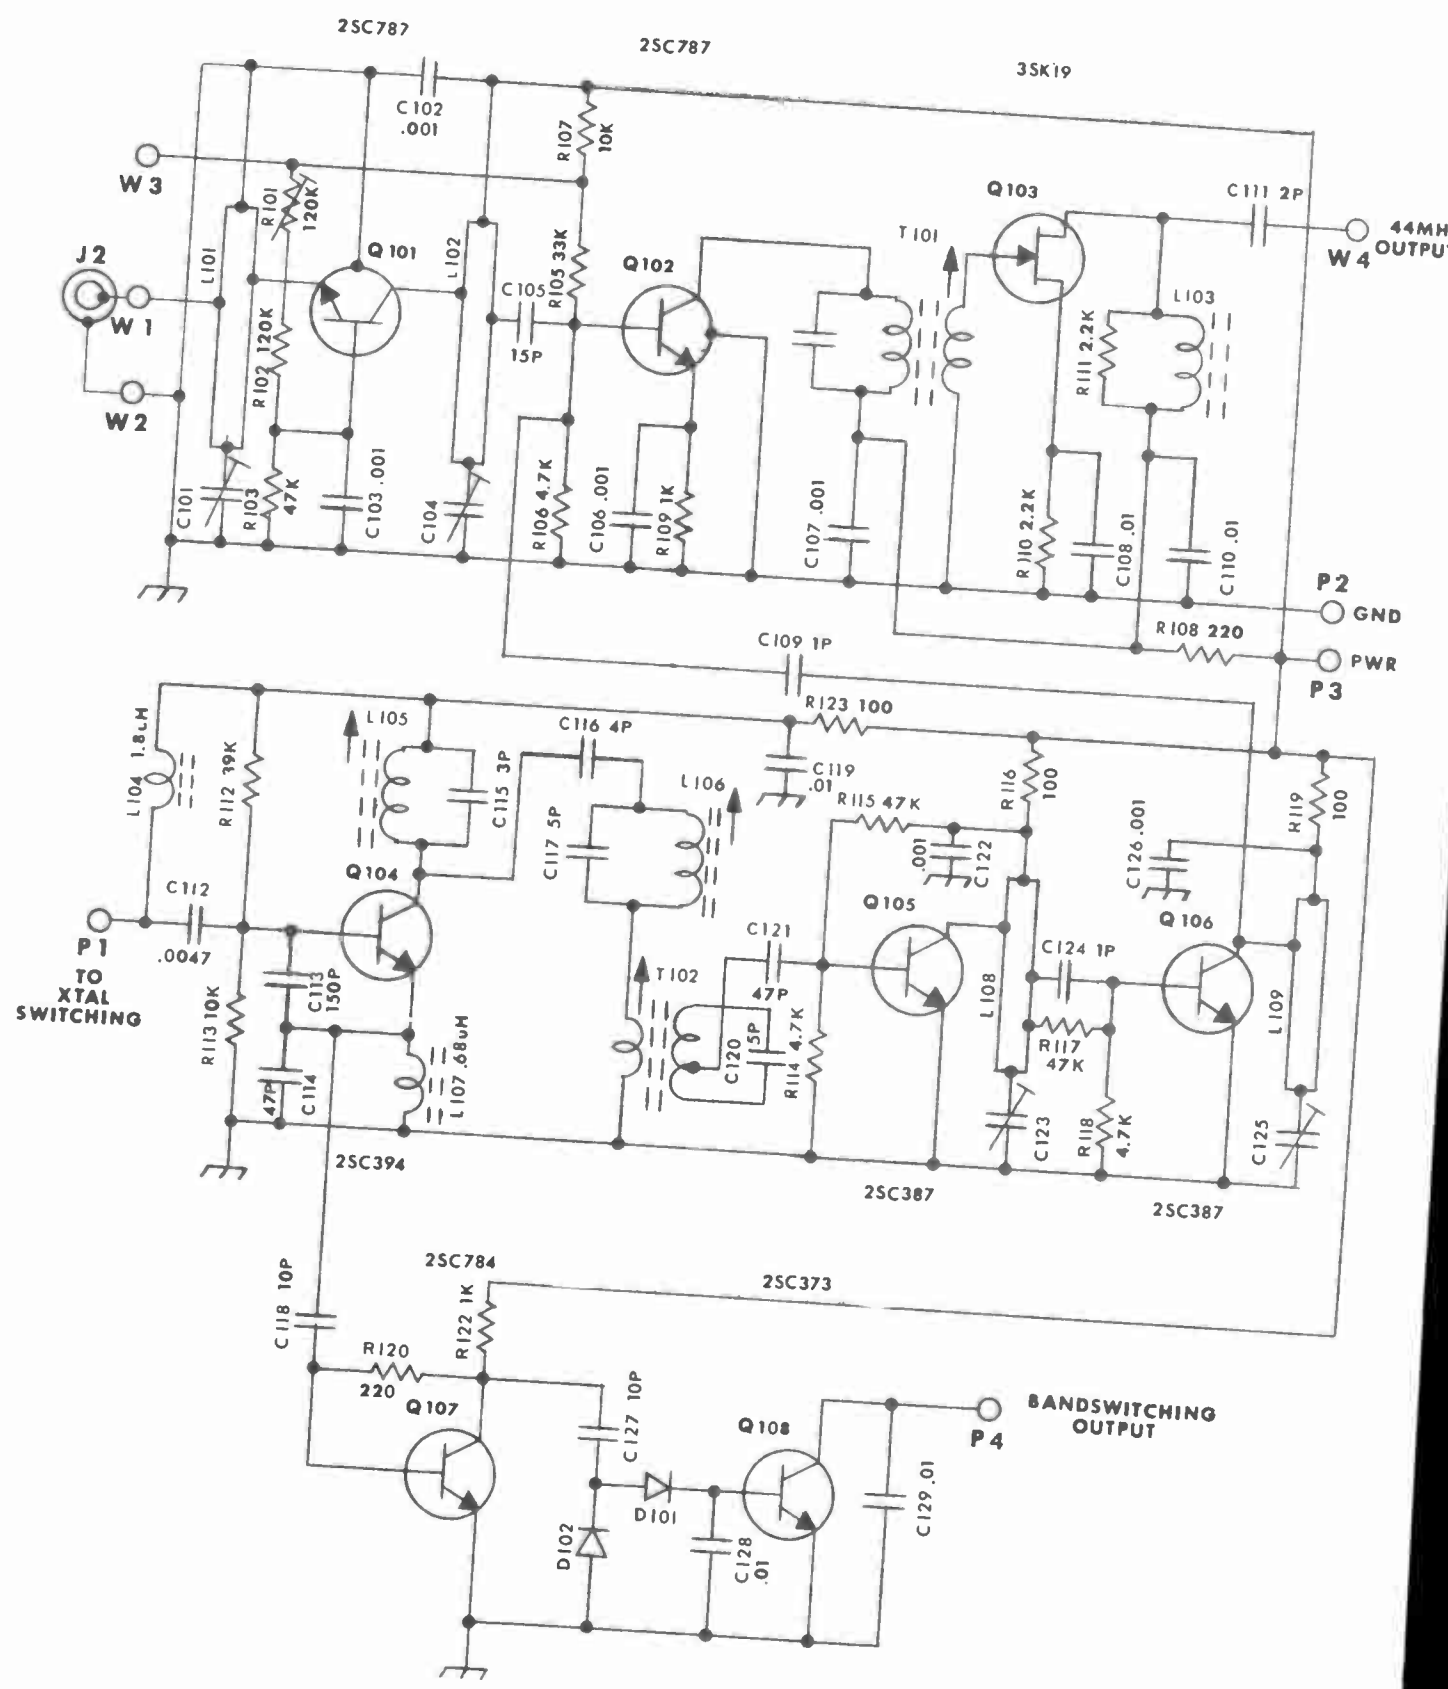 2SC787
2SC787
3SK19
C102
.001
R107
10K
W3
R101
120K
Q103
C111 2P
44MH
OUTPUT
W4
J2
L101
Q101
L102
R105 33K
Q102
T101
W1
C105
15P
L103
R102 120K
R111 2.2K
W2
C101
R103
47K
C103 .001
C104
R106 4.7K
C106 .001
R109 1K
C107 .001
R110 2.2K
C108 .01
C110 .01
P2
GND
R108 220
PWR
P3
C109 1P
R123 100
L104 1.8uH
R112 39K
L105
C116 4P
C115 3P
L106
C119
.01
R116
100
R115 47K
R119
100
C117 5P
.001
C122
C126 .001
Q104
Q105
Q106
C112
.0047
P1
TO
XTAL
SWITCHING
C113
150P
C121
47P
T102
C124 1P
L108
L109
R113 10K
C120
5P
R114 4.7K
R117
47K
47P
C114
L107 .68uH
C123
R118
4.7K
C125
2SC394
2SC387
2SC387
2SC784
2SC373
C118 10P
R122 1K
R120
220
Q107
C127 10P
Q108
P4
BANDSWITCHING
OUTPUT
D101
D102
C128
.01
C129 .01